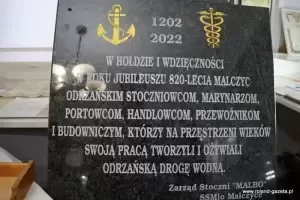 1202
2022
W HOŁDZIE I WDZIĘCZNOŚCI
W ROKU JUBILEUSZU 820-LECIA MALCZYC
ODRZAŃSKIM STOCZNIOWCOM, MARYNARZOM,
PORTOWCOM, HANDLOWCOM, PRZEWOŹNIKOM
I BUDOWNICZYM, KTÓRZY NA PRZESTRZENI WIEKÓW
SWOJĄ PRACĄ TWORZYLI I OŻYWIALI
ODRZAŃSKĄ DROGĘ WODNĄ.
Zarząd Stoczni "MALBO"
SSMio Malczyce
www.roland-gazeta.pl